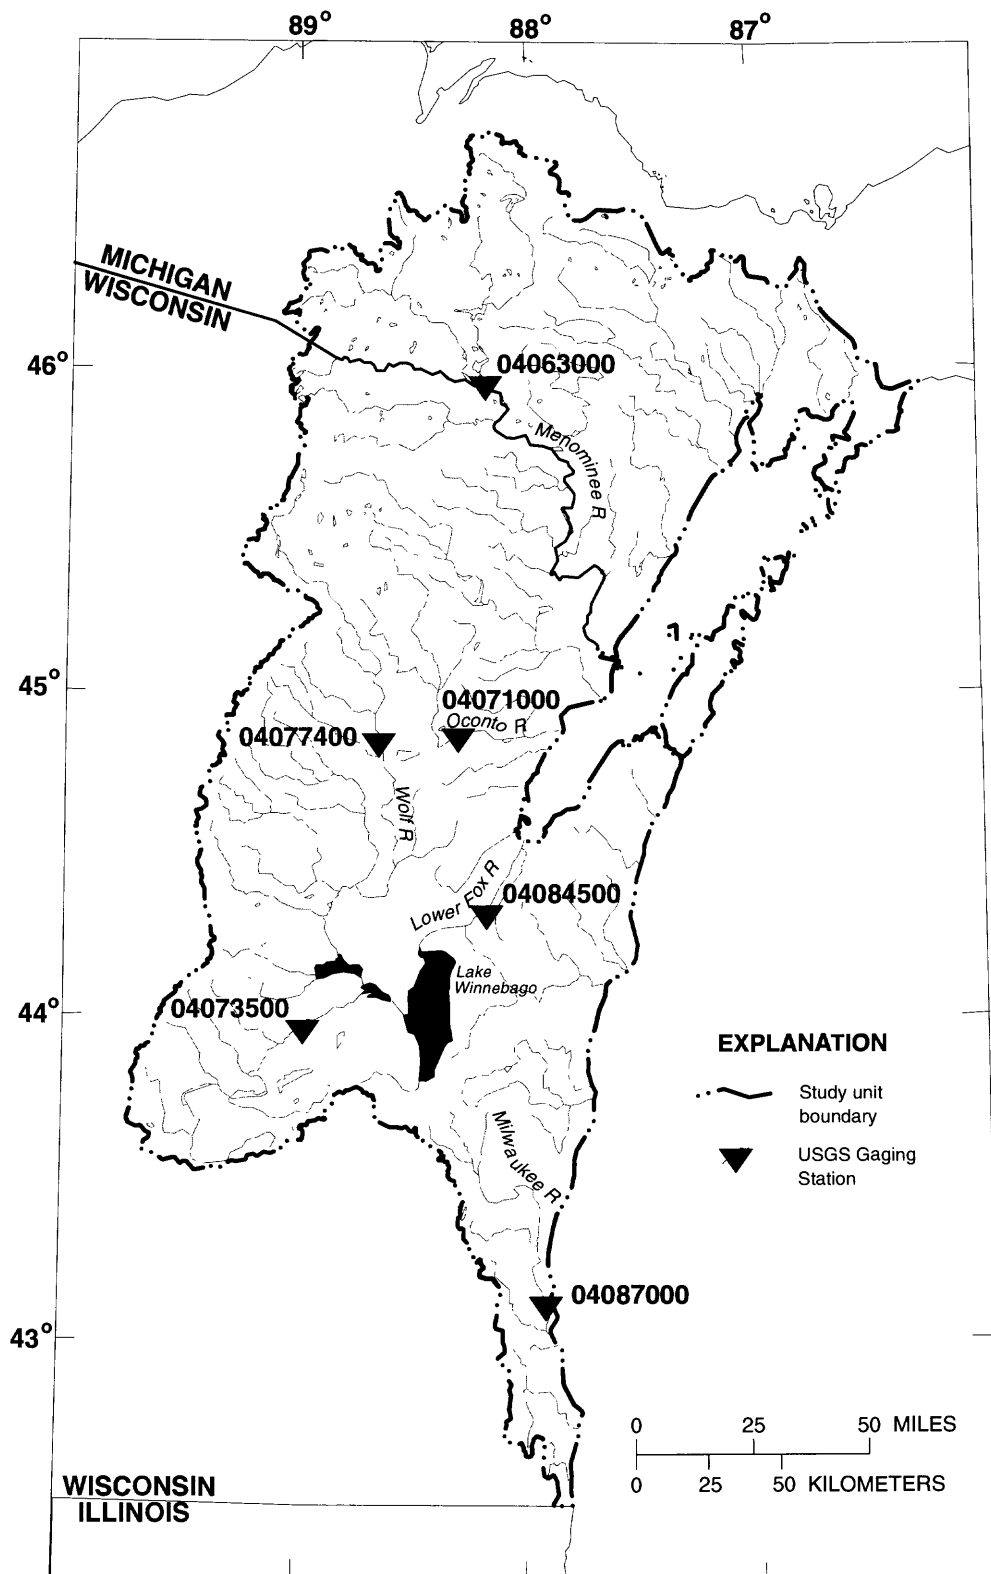 89° 88° 87°
MICHIGAN
WISCONSIN
46°
04063000
Menominee R
45°
04071000
Oconto R
04077400
Wolf R
Lower Fox R
04084500
Lake
Winnebago
44°
04073500
EXPLANATION
Study unit
boundary
USGS Gaging
Station
Milwaukee R
04087000
43°
0 25 50 MILES
0 25 50 KILOMETERS
WISCONSIN
ILLINOIS